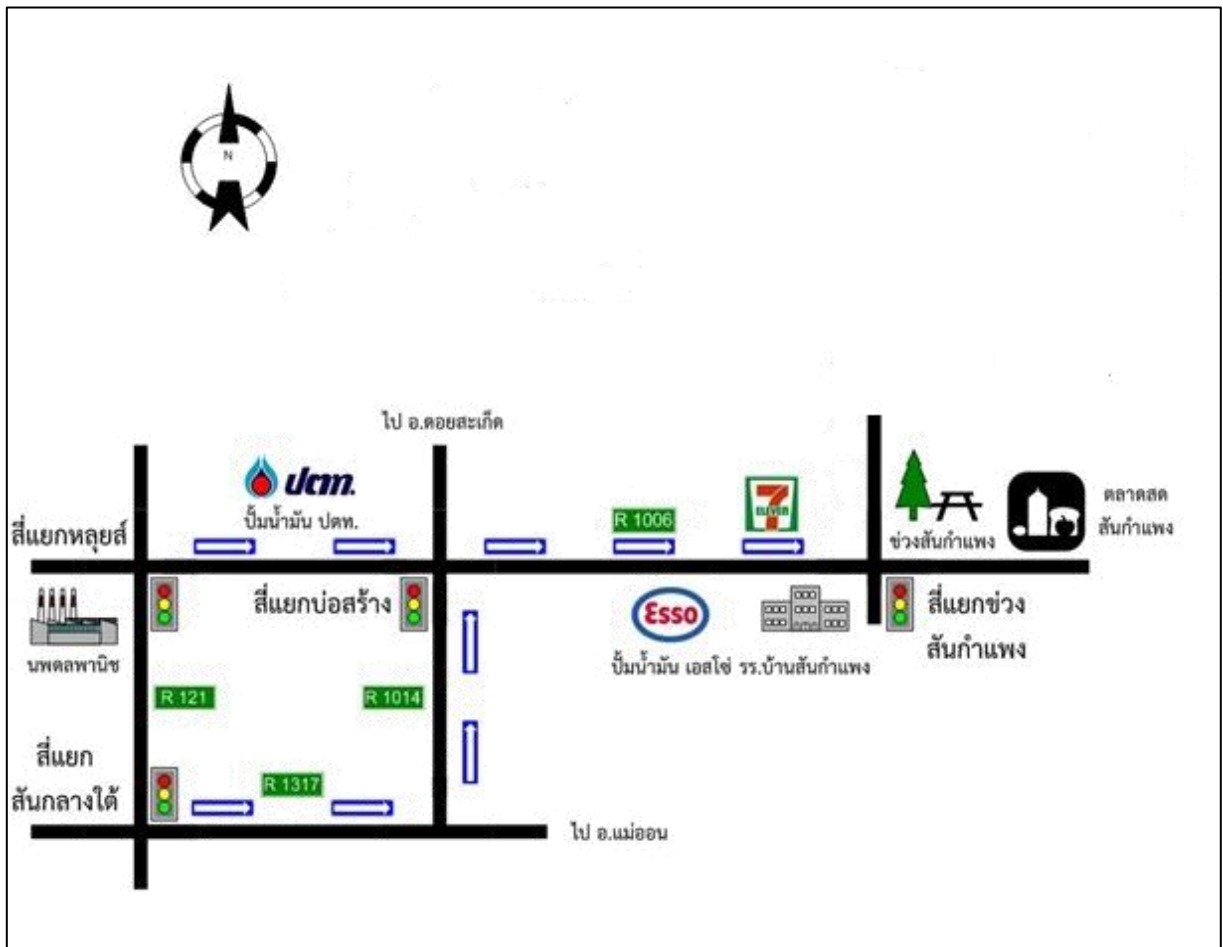 N
ไป อ.ดอยสะเก็ด
ปตท.
ปั้มน้ำมัน ปตท.
สี่แยกหลุยส์
R 1006
7
ELEVEN
ช่วงสันกำแพง
ตลาดสด
สันกำแพง
นพดลพานิช
สี่แยกบ่อสร้าง
Esso
ปั้มน้ำมัน เอสโซ่
รร.บ้านสันกำแพง
สี่แยกช่วง
สันกำแพง
R 121
R 1014
สี่แยก
สันกลางใต้
R 1317
ไป อ.แม่ออน